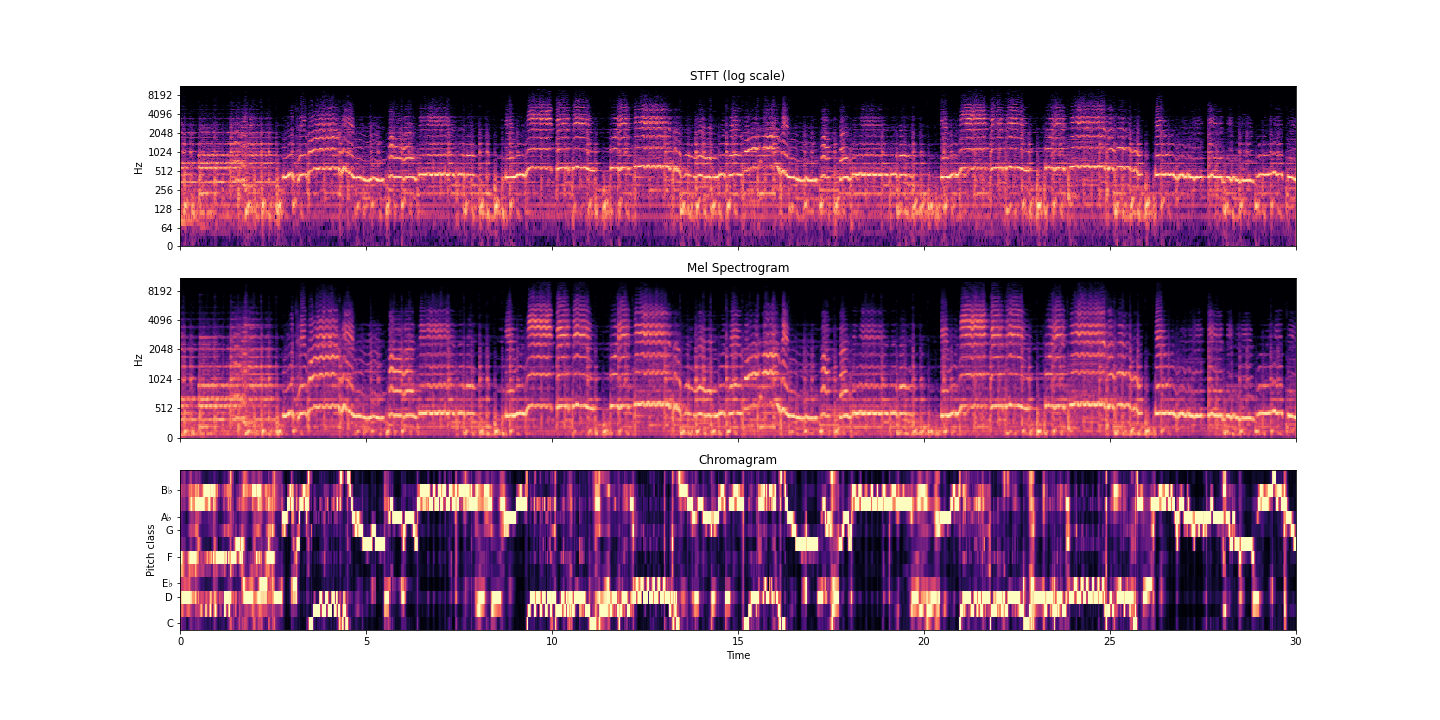 STFT (log scale)
8192
4096
2048
1024
512
256
128
64
0
Hz
Mel Spectrogram
8192
4096
2048
1024
512
0
Hz
Chromagram
B♭
A♭
G
F
E♭
D
C
Pitch class
0 5 10 15 20 25 30
Time